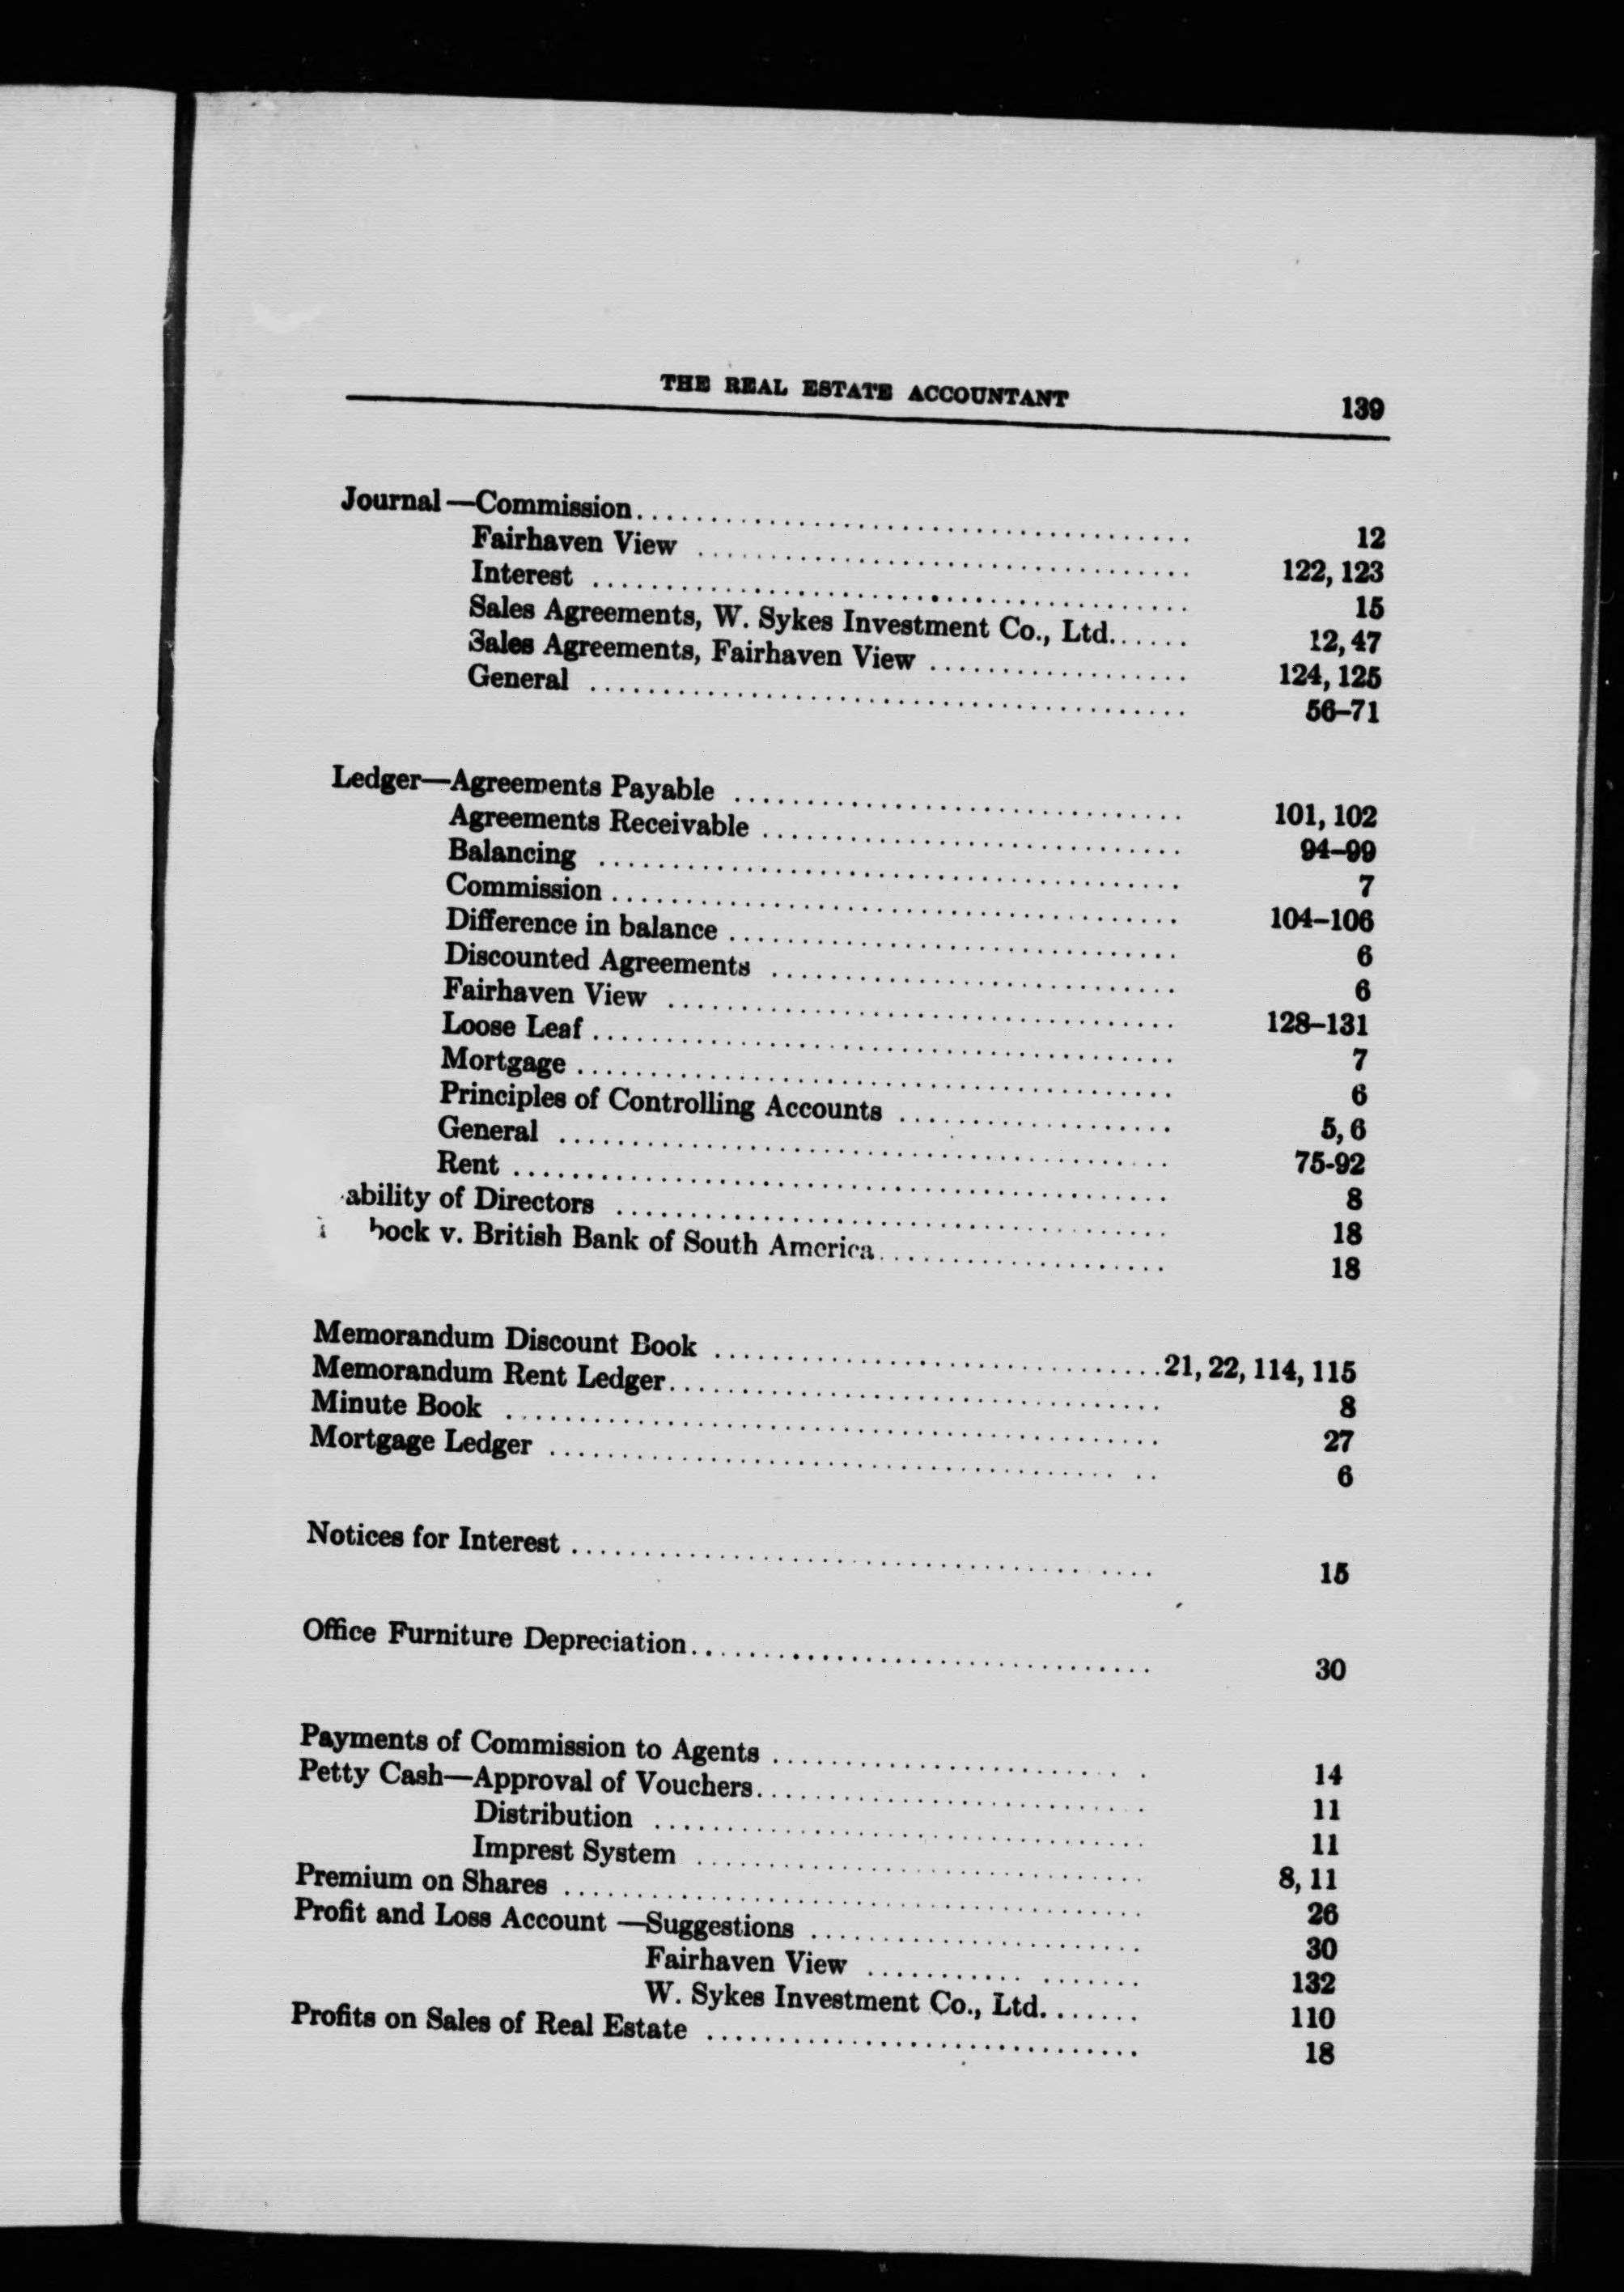 THE REAL ESTATE ACCOUNTANT 139
Journal—Commission 12
Fairhaven View 122, 123
Interest 15
Sales Agreements, W. Sykes Investment Co., Ltd. 12, 47
Sales Agreements, Fairhaven View 124, 125
General 56–71
Ledger—Agreements Payable 101, 102
Agreements Receivable 94–99
Balancing 7
Commission 104–106
Difference in balance 6
Discounted Agreements 6
Fairhaven View 128–131
Loose Leaf 7
Mortgage 6
Principles of Controlling Accounts 5, 6
General 75-92
Rent 8
ability of Directors 18
bock v. British Bank of South America 18
Memorandum Discount Book 21, 22, 114, 115
Memorandum Rent Ledger 8
Minute Book 27
Mortgage Ledger 6
Notices for Interest 15
Office Furniture Depreciation 30
Payments of Commission to Agents 14
Petty Cash—Approval of Vouchers 11
Distribution 11
Imprest System 8, 11
Premium on Shares 26
Profit and Loss Account—Suggestions 30
Fairhaven View 132
W. Sykes Investment Co., Ltd. 110
Profits on Sales of Real Estate 18